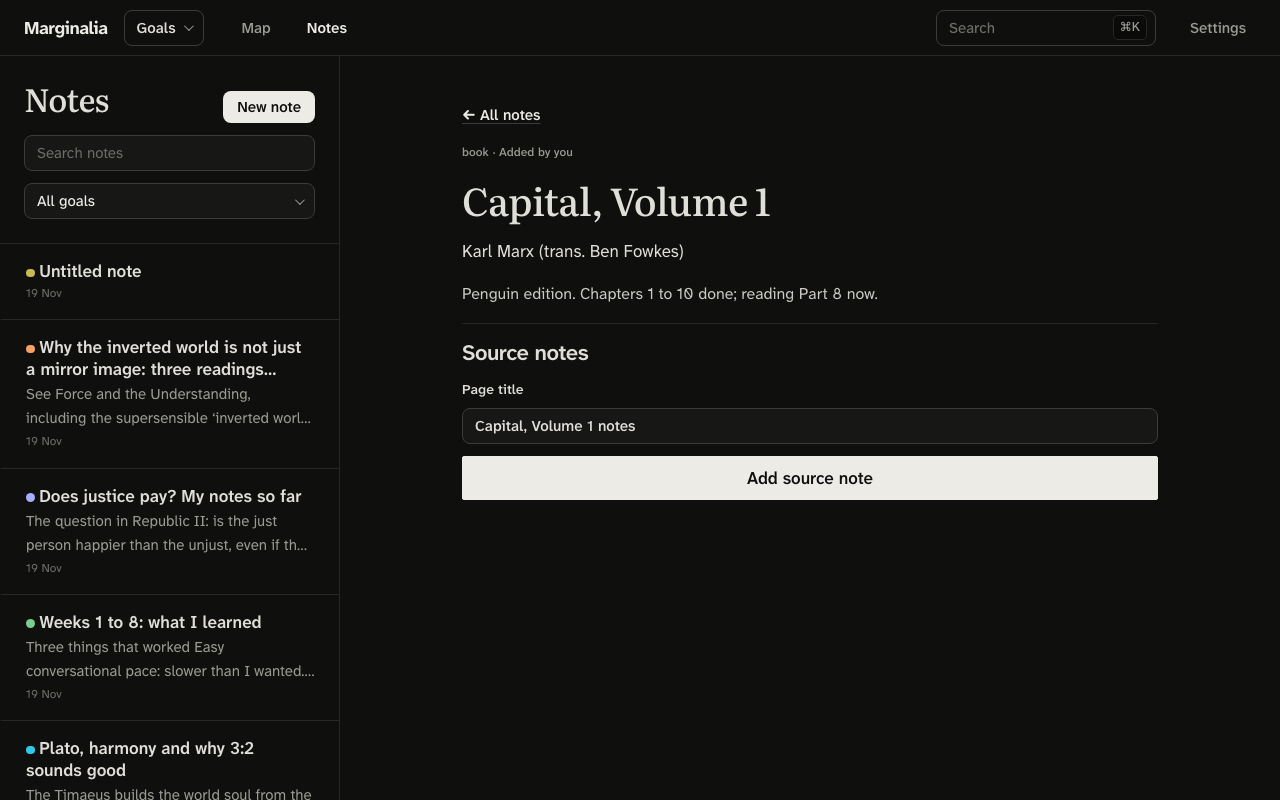 Marginalia
Goals
Map
Notes
Search
⌘K
Settings
Notes
New note
Search notes
All goals
Untitled note
19 Nov
Why the inverted world is not just
a mirror image: three readings...
See Force and the Understanding,
including the supersensible ‘inverted worl...
19 Nov
Does justice pay? My notes so far
The question in Republic II: is the just
person happier than the unjust, even if th...
19 Nov
Weeks 1 to 8: what I learned
Three things that worked Easy
conversational pace: slower than I wanted....
19 Nov
Plato, harmony and why 3:2
sounds good
The Timaeus builds the world soul from the
← All notes
book · Added by you
Capital, Volume 1
Karl Marx (trans. Ben Fowkes)
Penguin edition. Chapters 1 to 10 done; reading Part 8 now.
Source notes
Page title
Capital, Volume 1 notes
Add source note